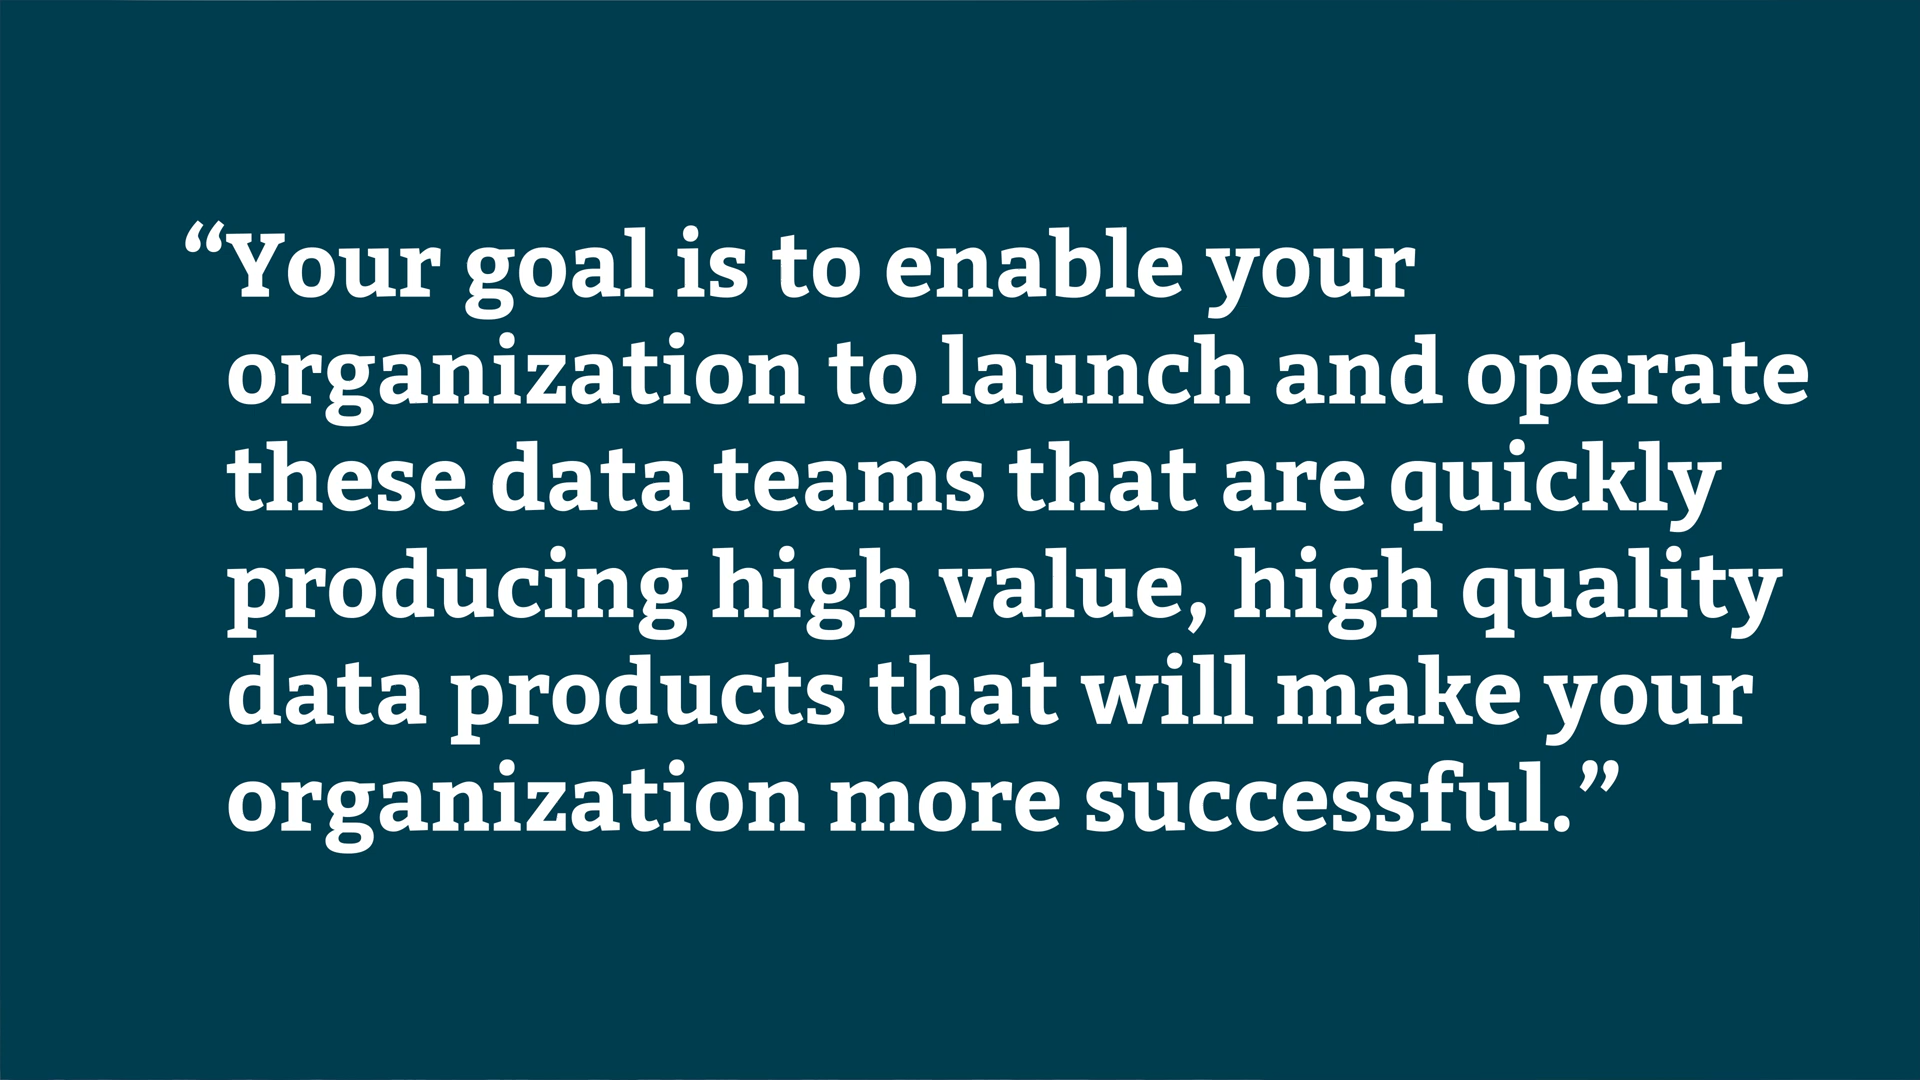 “Your goal is to enable your
organization to launch and operate
these data teams that are quickly
producing high value, high quality
data products that will make your
organization more successful.”